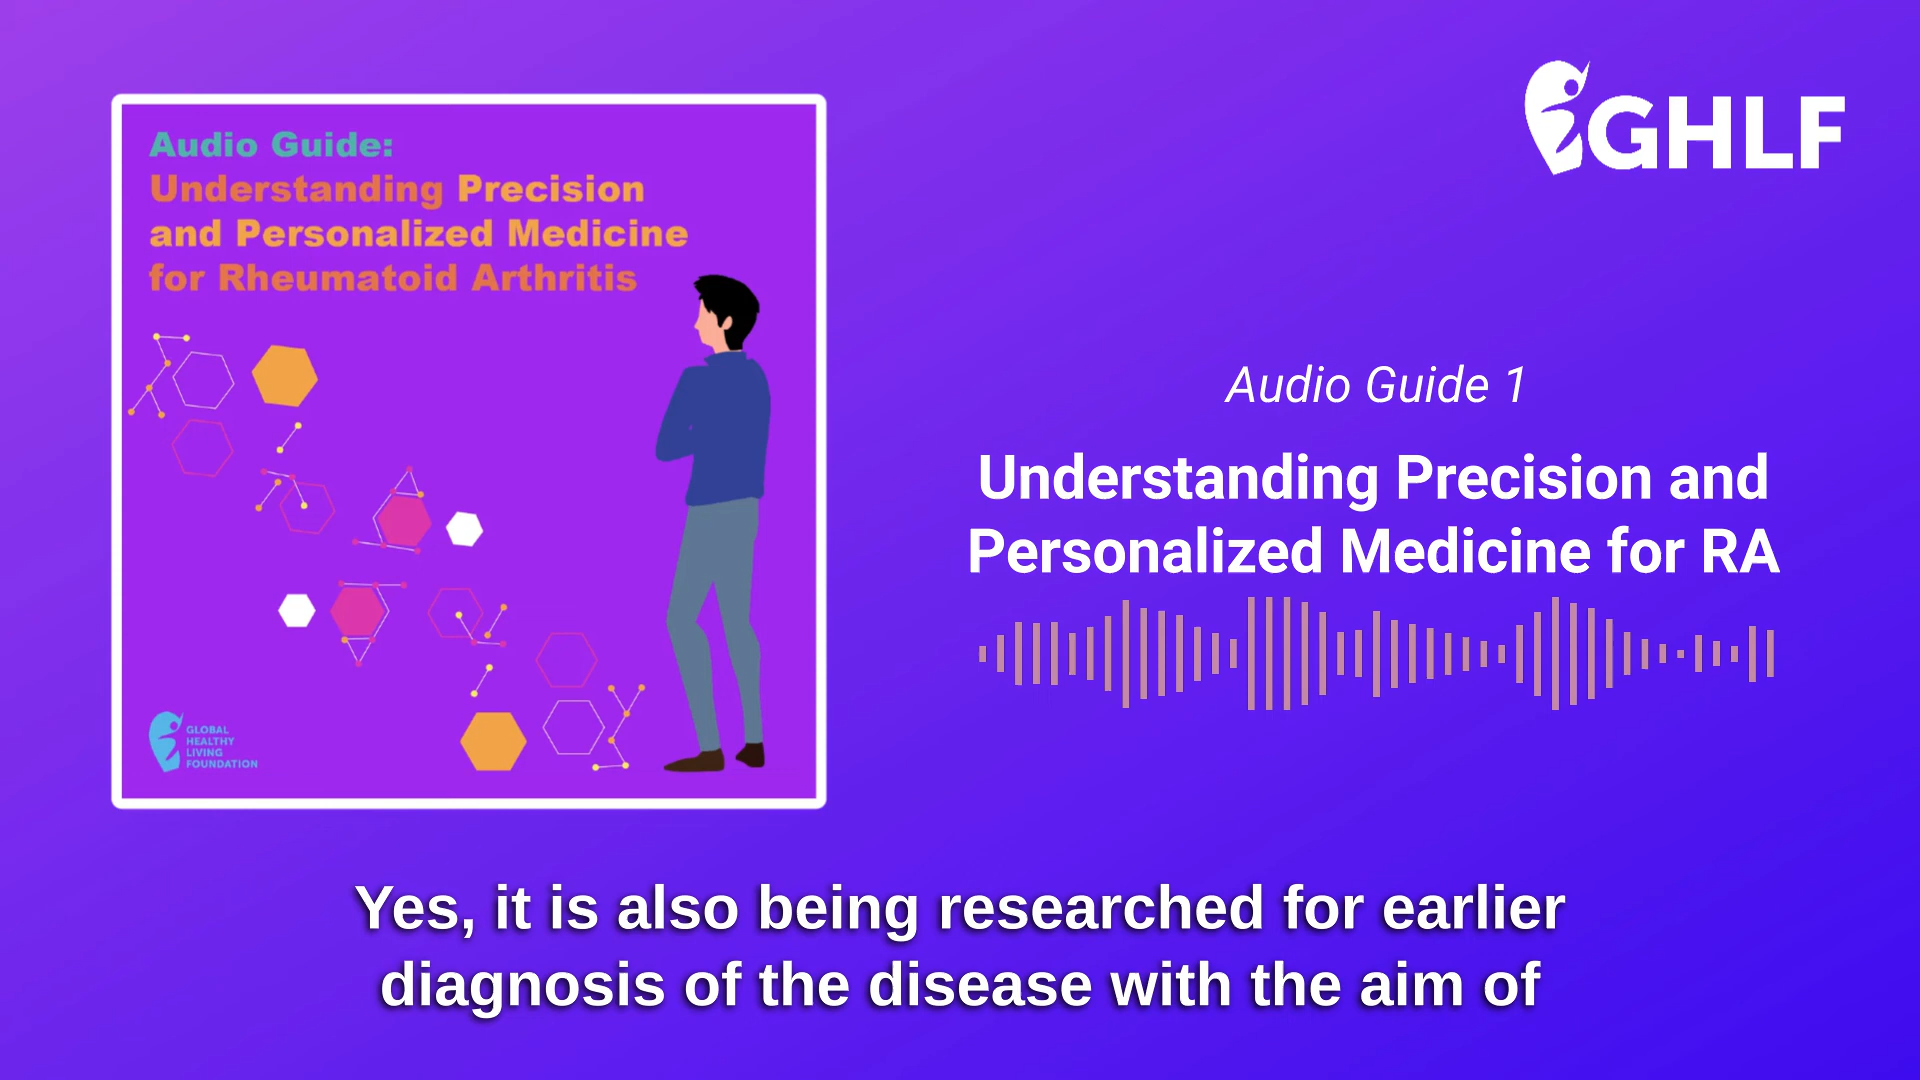 Audio Guide:
Understanding Precision
and Personalized Medicine
for Rheumatoid Arthritis
GLOBAL
HEALTHY
LIVING
FOUNDATION
GHLF
Audio Guide 1
Understanding Precision and
Personalized Medicine for RA
Yes, it is also being researched for earlier
diagnosis of the disease with the aim of